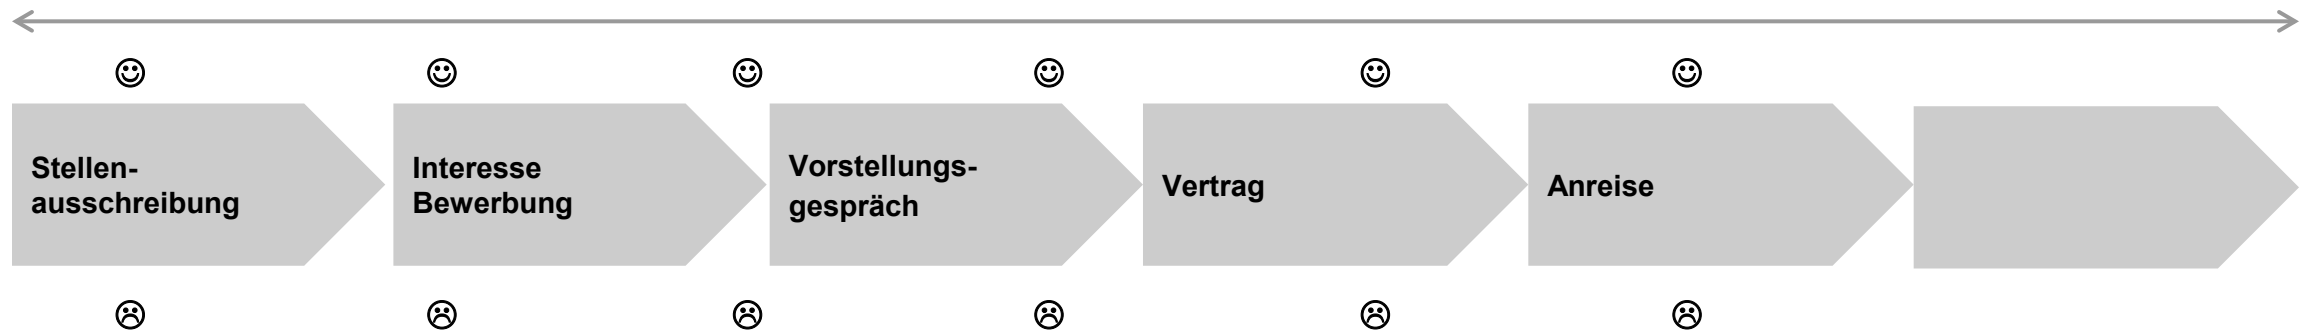 Stellen-
ausschreibung
Interesse
Bewerbung
Vorstellungs-
gespräch
Vertrag
Anreise